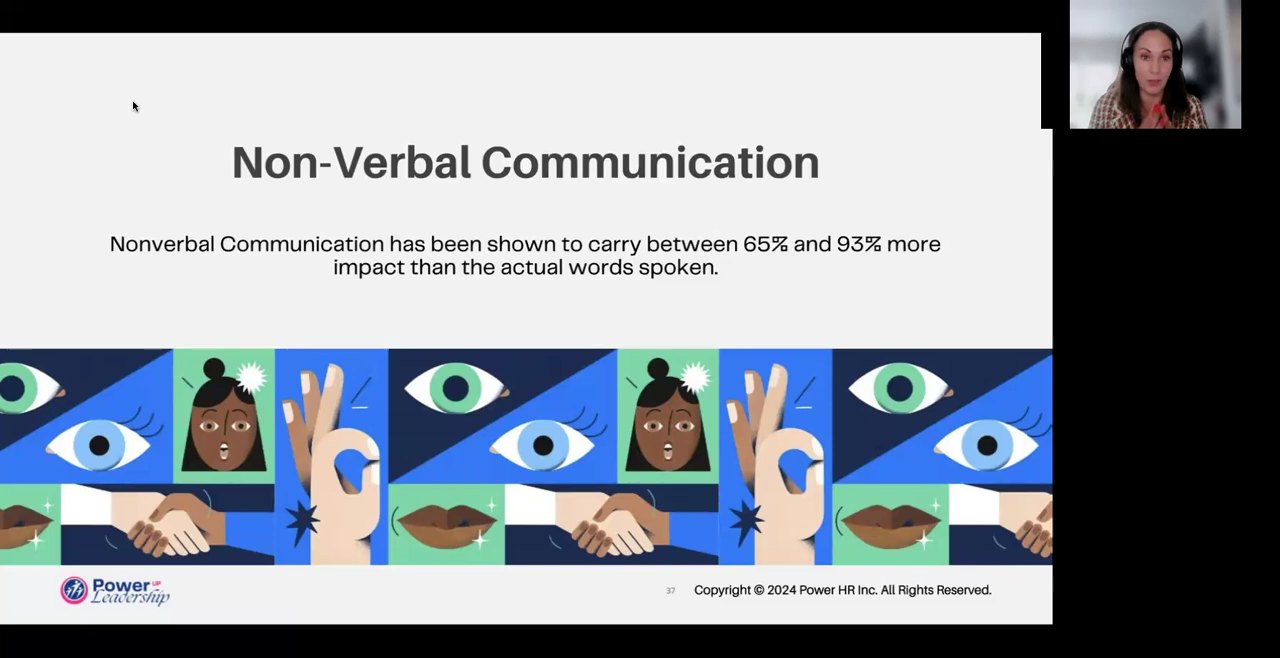 Non-Verbal Communication
Nonverbal Communication has been shown to carry between 65% and 93% more
impact than the actual words spoken.
Power UP
Leadership
37
Copyright © 2024 Power HR Inc. All Rights Reserved.